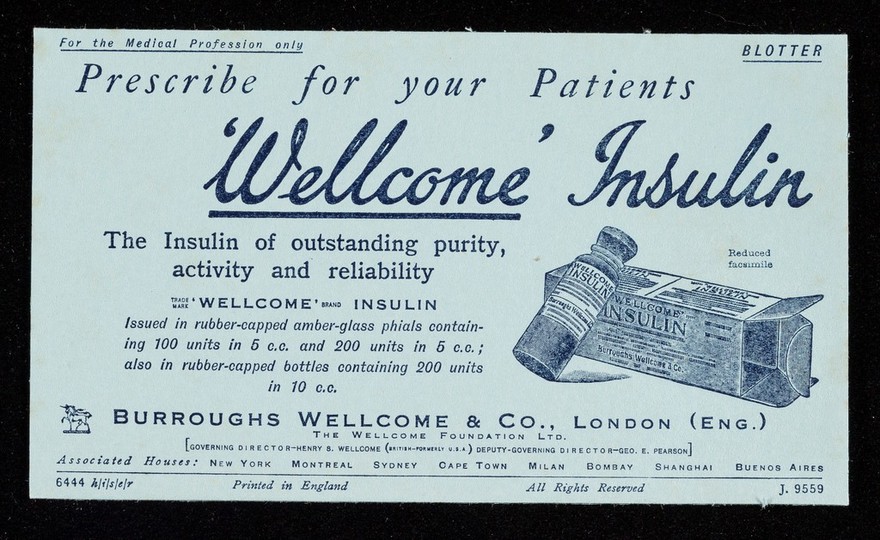 For the Medical Profession only
BLOTTER
Prescribe for your Patients
'Wellcome' Insulin
The Insulin of outstanding purity,
activity and reliability
Reduced
facsimile
TRADE MARK 'WELLCOME' BRAND INSULIN
Issued in rubber-capped amber-glass phials contain-
ing 100 units in 5 c.c. and 200 units in 5 c.c.;
also in rubber-capped bottles containing 200 units
in 10 c.c.
WELLCOME
INSULIN
Burroughs Wellcome
'WELLCOME'
INSULIN
Burroughs Wellcome & Co.
BURROUGHS WELLCOME & CO., LONDON (ENG.)
THE WELLCOME FOUNDATION LTD.
[GOVERNING DIRECTOR—HENRY S. WELLCOME (BRITISH—FORMERLY U.S.A.) DEPUTY-GOVERNING DIRECTOR—GEO. E. PEARSON]
Associated Houses: NEW YORK MONTREAL SYDNEY CAPE TOWN MILAN BOMBAY SHANGHAI BUENOS AIRES
6444 h/i/s/e/r Printed in England All Rights Reserved J. 9559